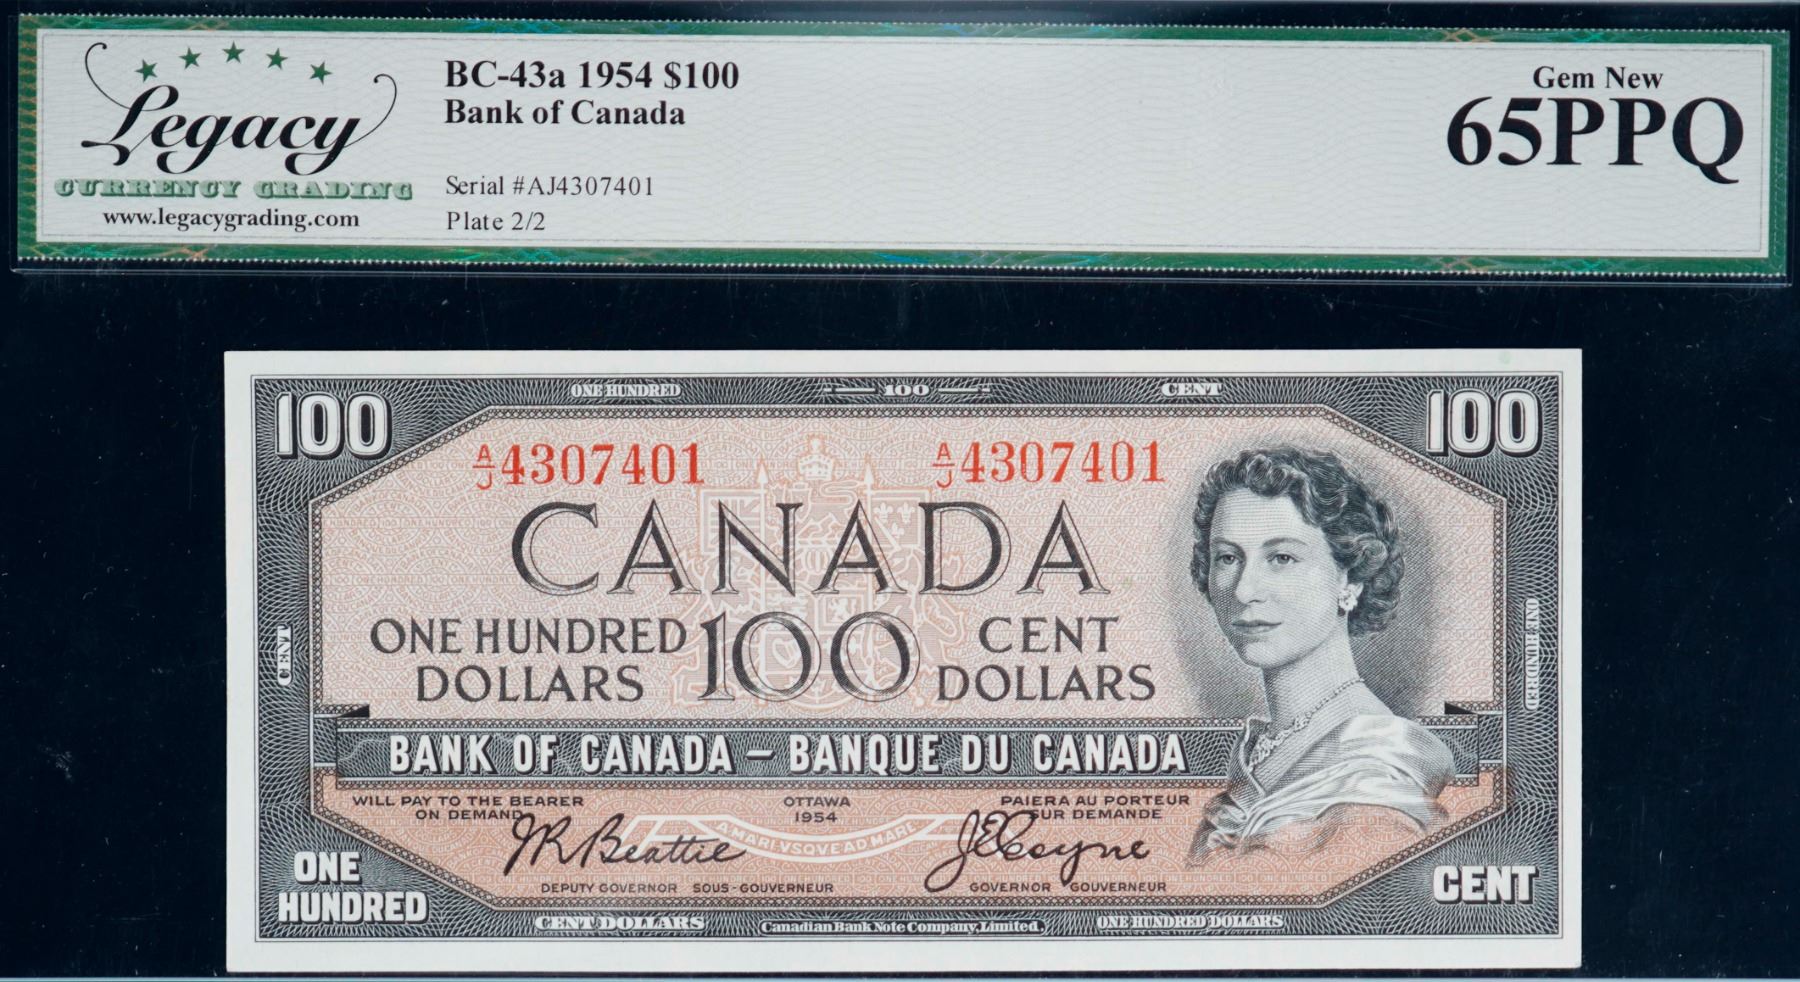 Legacy
CURRENCY GRADING
www.legacygrading.com
BC-43a 1954 $100
Bank of Canada
Serial #AJ4307401
Plate 2/2
Gem New
65PPQ
ONE HUNDRED 100 CENT
100 100
A/J 4307401 A/J 4307401
CANADA
ONE HUNDRED 100 CENT
DOLLARS DOLLARS
CENT
ONE HUNDRED
BANK OF CANADA – BANQUE DU CANADA
WILL PAY TO THE BEARER OTTAWA PAIERA AU PORTEUR
ON DEMAND 1954 SUR DEMANDE
A MARI VSQVE AD MARE
JR Beattie J E Coyne
DEPUTY GOVERNOR SOUS-GOUVERNEUR GOVERNOR GOUVERNEUR
ONE
HUNDRED CENT
CENT DOLLARS Canadian Bank Note Company, Limited. ONE HUNDRED DOLLARS